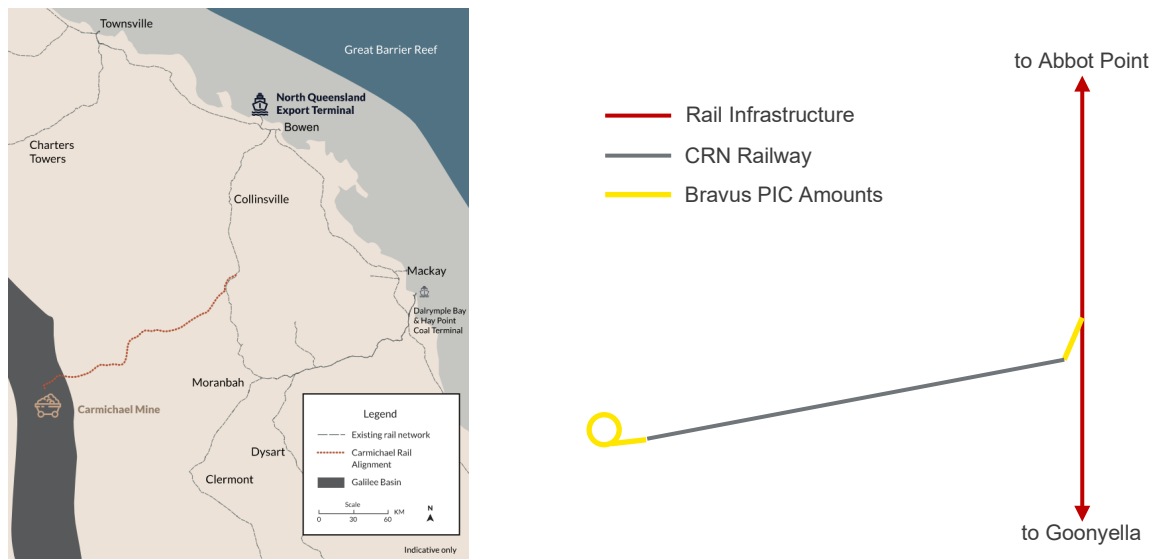 Townsville
Great Barrier Reef
North Queensland
Export Terminal
Bowen
Charters
Towers
Collinsville
Mackay
Dalrymple Bay
& Hay Point
Coal Terminal
Moranbah
Carmichael Mine
Legend
Existing rail network
Carmichael Rail
Alignment
Galilee Basin
Scale
0 30 60 KM
N
Dysart
Clermont
Indicative only
to Abbot Point
Rail Infrastructure
CRN Railway
Bravus PIC Amounts
to Goonyella